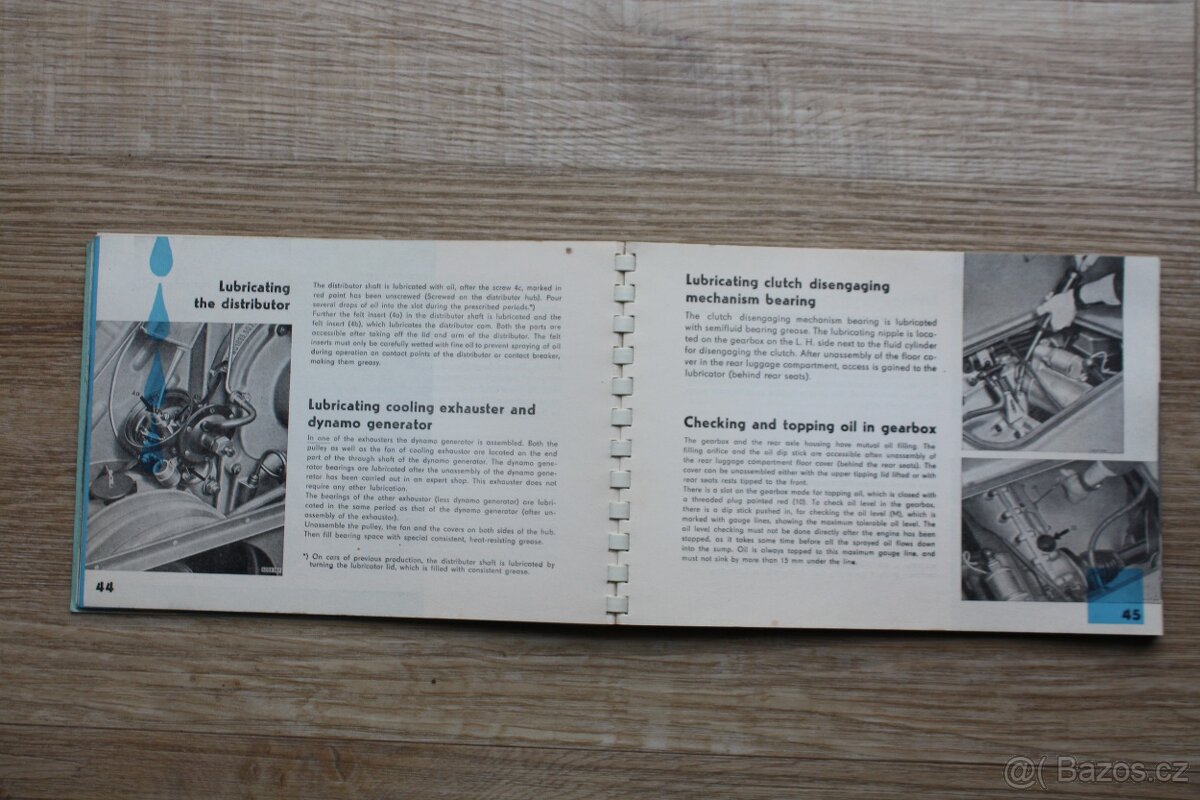 Lubricating
the distributor
The distributor shaft is lubricated with oil, after the screw 4c, marked in
red paint has been unscrewed (Screwed on the distributor hub). Pour
several drops of oil into the slot during the prescribed periods.*)
Further the felt insert (4a) in the distributor shaft is lubricated and the
felt insert (4b), which lubricates the distributor cam. Both the parts are
accessible after taking off the lid and arm of the distributor. The felt
inserts must only be carefully wetted with fine oil to prevent spraying of oil
during operation on contact points of the distributor or contact breaker,
making them greasy.
Lubricating cooling exhauster and
dynamo generator
In one of the exhausters the dynamo generator is assembled. Both the
pulley as well as the fan of cooling exhauster are located on the end
part of the through shaft of the dynamo generator. The dynamo gene-
rator bearings are lubricated after the unassembly of the dynamo gene-
rator has been carried out in an expert shop. This exhauster does not
require any other lubrication.
The bearings of the other exhauster (less dynamo generator) are lubri-
cated in the same period as that of the dynamo generator (after un-
assembly of the exhauster).
Unassemble the pulley, the fan and the covers on both sides of the hub.
Then fill bearing space with special consistent, heat-resisting grease.
*) On cars of previous production, the distributor shaft is lubricated by
turning the lubricator lid, which is filled with consistent grease.
44
Lubricating clutch disengaging
mechanism bearing
The clutch disengaging mechanism bearing is lubricated
with semifluid bearing grease. The lubricating nipple is loca-
ted on the gearbox on the L. H. side next to the fluid cylinder
for disengaging the clutch. After unassembly of the floor co-
ver in the rear luggage compartment, access is gained to the
lubricator (behind rear seats).
Checking and topping oil in gearbox
The gearbox and the rear axle housing have mutual oil filling. The
filling orifice and the oil dip stick are accessible after unassembly of
the rear luggage compartment floor cover (behind the rear seats). The
cover can be unassembled either with the upper tipping lid lifted or with
rear seats rests tipped to the front.
There is a slot on the gearbox made for topping oil, which is closed with
a threaded plug painted red (10). To check oil level in the gearbox,
there is a dip stick pushed in, for checking the oil level (M), which is
marked with gauge lines, showing the maximum tolerable oil level. The
oil level checking must not be done directly after the engine has been
stopped, as it takes some time before all the sprayed oil flows down
into the sump. Oil is always topped to this maximum gauge line, and
must not sink by more than 15 mm under the line.
45
@( Bazos.cz